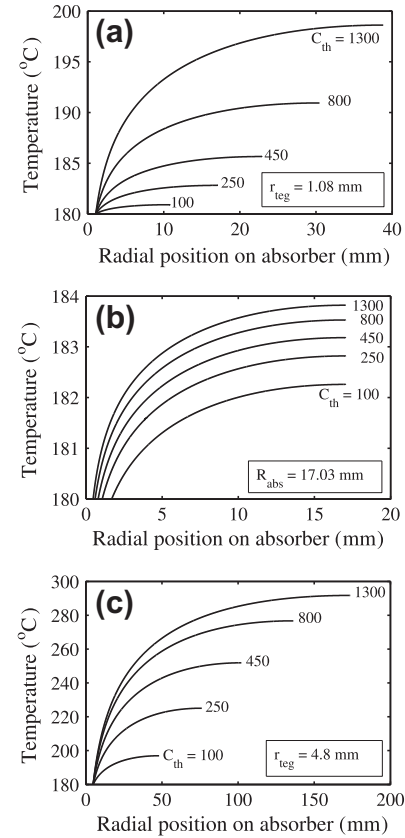 (a)
200
195
190
185
180
Temperature (°C)
C_th = 1300
800
450
250
100
r_teg = 1.08 mm
0 10 20 30 40
Radial position on absorber (mm)
(b)
184
183
182
181
180
Temperature (°C)
1300
800
450
250
C_th = 100
R_abs = 17.03 mm
0 5 10 15 20
Radial position on absorber (mm)
(c)
300
280
260
240
220
200
180
Temperature (°C)
1300
800
450
250
C_th = 100
r_teg = 4.8 mm
0 50 100 150 200
Radial position on absorber (mm)